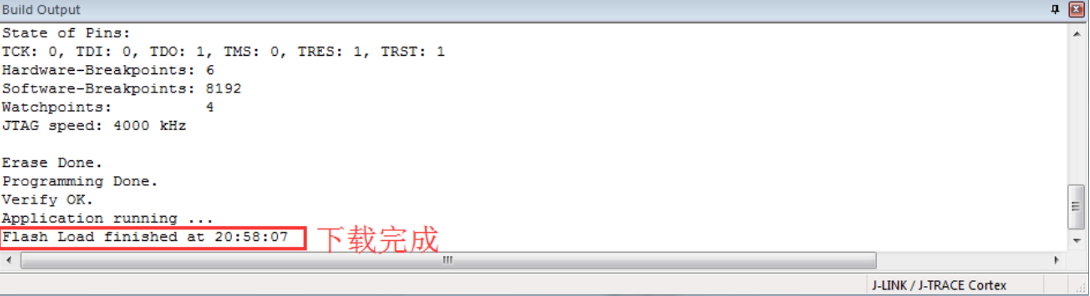 Build Output
State of Pins:
TCK: 0, TDI: 0, TDO: 1, TMS: 0, TRES: 1, TRST: 1
Hardware-Breakpoints: 6
Software-Breakpoints: 8192
Watchpoints:          4
JTAG speed: 4000 kHz
Erase Done.
Programming Done.
Verify OK.
Application running ...
Flash Load finished at 20:58:07 下载完成
J-LINK / J-TRACE Cortex